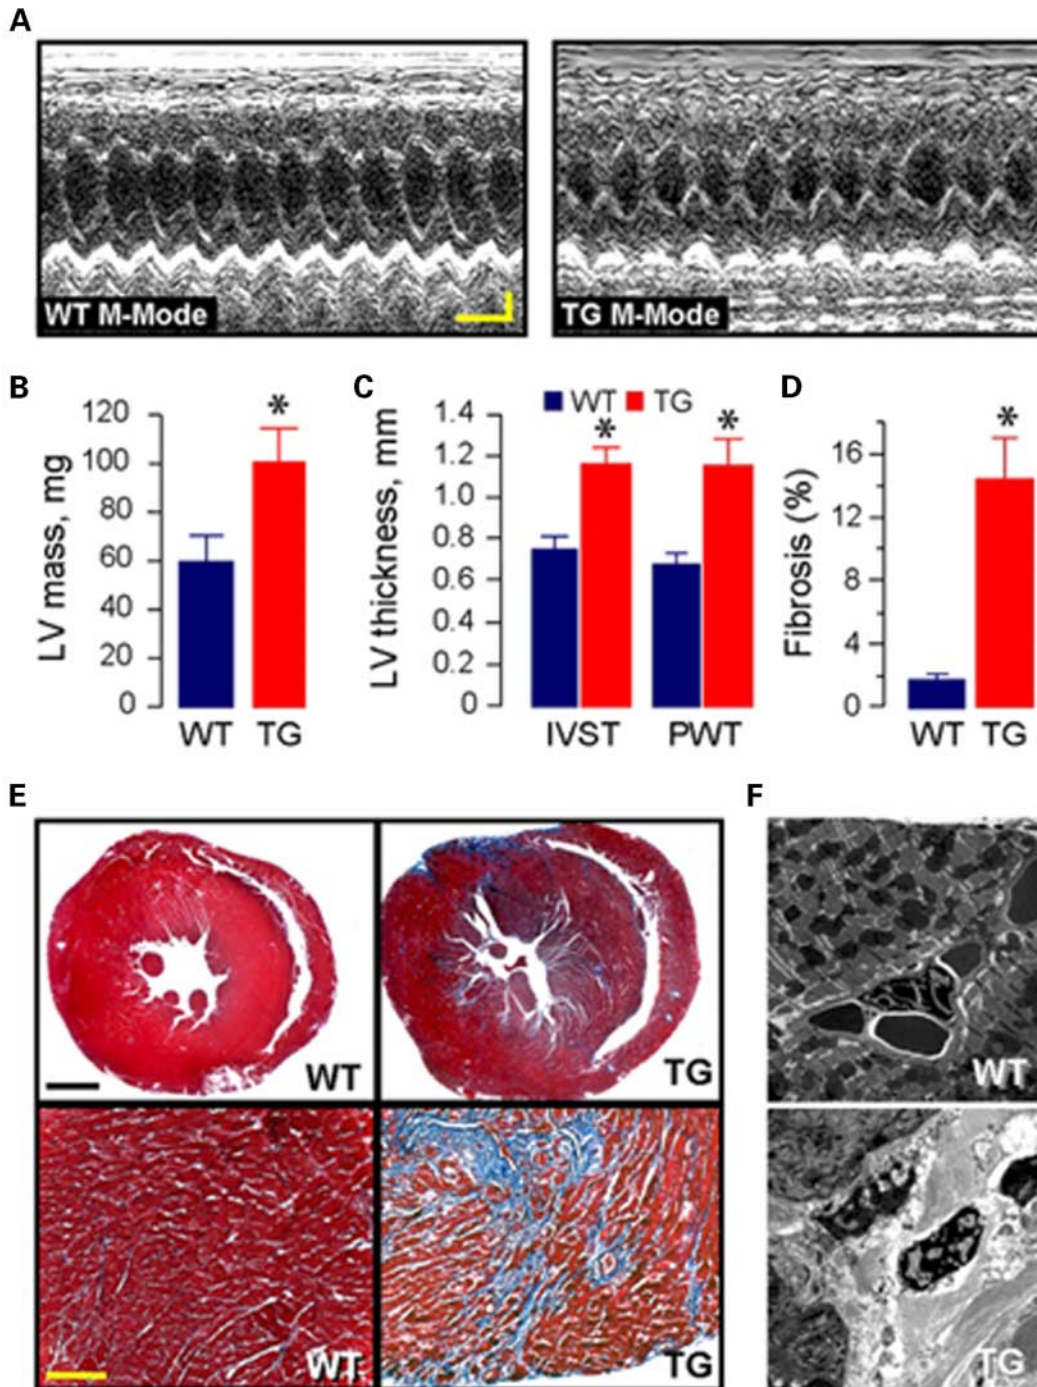 A
WT M-Mode
TG M-Mode
B
LV mass, mg
120
100
80
60
40
20
0
*
WT TG
C
LV thickness, mm
1.4
1.2
1.0
0.8
0.6
0.4
0.2
0
WT TG
* *
IVST PWT
D
Fibrosis (%)
16
12
8
4
0
*
WT TG
E
WT
TG
WT
TG
F
WT
TG